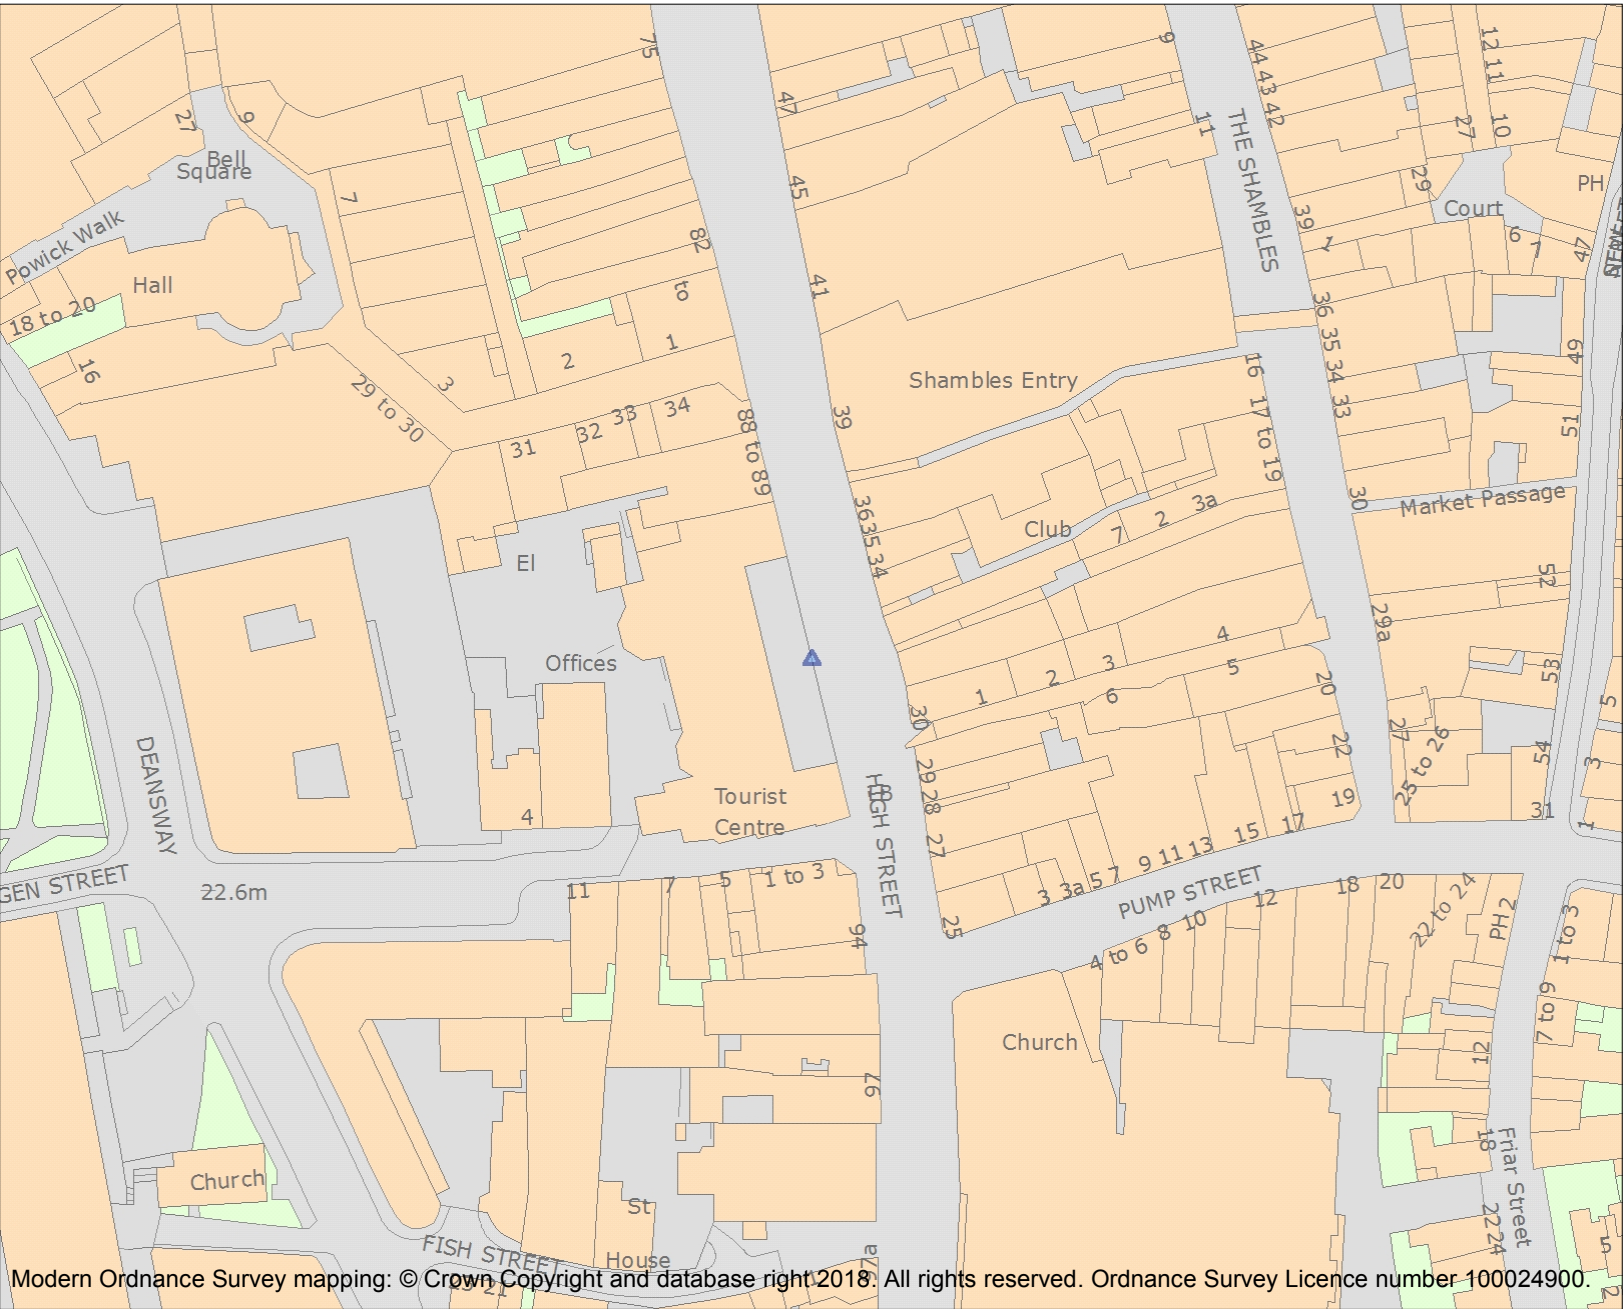 75
9
44 43 42
12 11
27
9
47
11
THE SHAMBLES
27
10
Bell
Square
7
45
29
PH
Powick Walk
82
39
Court
6
7
47
1
Hall
to
41
18 to 20
36 35 34 33
1
2
49
16
3
Shambles Entry
16
29 to 30
31
32
33
34
88 to 89
39
17 to 19
51
36 35 34
Club
7
2
3a
30
Market Passage
El
52
29a
Offices
4
3
2
1
5
6
20
53
5
30
DEANSWAY
22
27
25 to 26
54
3
29 28
Tourist
Centre
HIGH STREET
19
31
1
4
27
17
15
9 11 13
GEN STREET
22.6m
11
7
5
1 to 3
3
3a
5
7
PUMP STREET
12
18
20
22 to 24
94
25
4 to 6
8
10
PH
2
1 to 3
7 to 9
Church
12
97
18
Friar Street
Church
St
22
24
5
FISH STREET
House
97a
23
21
Modern Ordnance Survey mapping: © Crown Copyright and database right 2018. All rights reserved. Ordnance Survey Licence number 100024900.